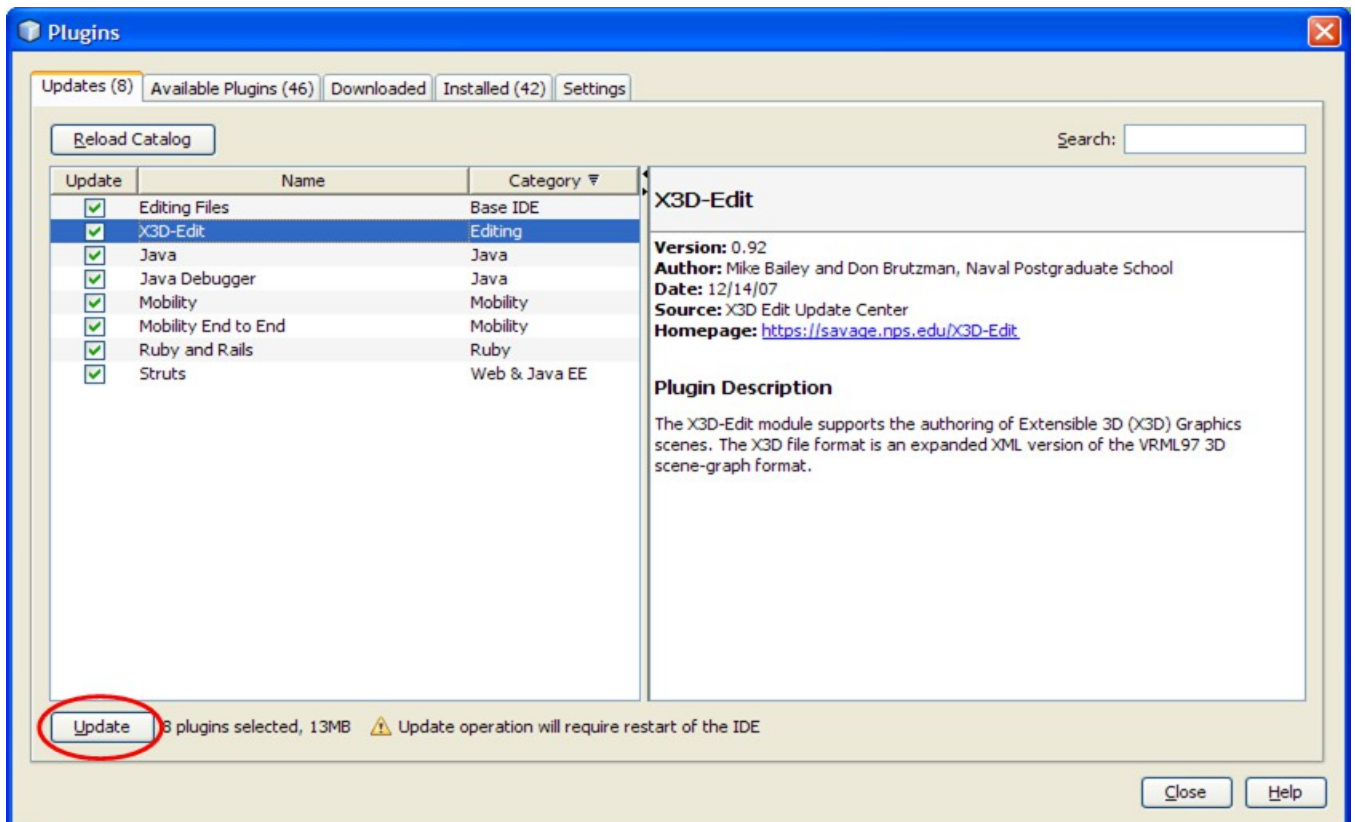 Plugins
Updates (8) Available Plugins (46) Downloaded Installed (42) Settings
Reload Catalog Search:
Update Name Category
Editing Files Base IDE
X3D-Edit Editing
Java Java
Java Debugger Java
Mobility Mobility
Mobility End to End Mobility
Ruby and Rails Ruby
Struts Web & Java EE
X3D-Edit
Version: 0.92
Author: Mike Bailey and Don Brutzman, Naval Postgraduate School
Date: 12/14/07
Source: X3D Edit Update Center
Homepage: https://savage.nps.edu/X3D-Edit
Plugin Description
The X3D-Edit module supports the authoring of Extensible 3D (X3D) Graphics
scenes. The X3D file format is an expanded XML version of the VRML97 3D
scene-graph format.
Update 8 plugins selected, 13MB Update operation will require restart of the IDE
Close Help